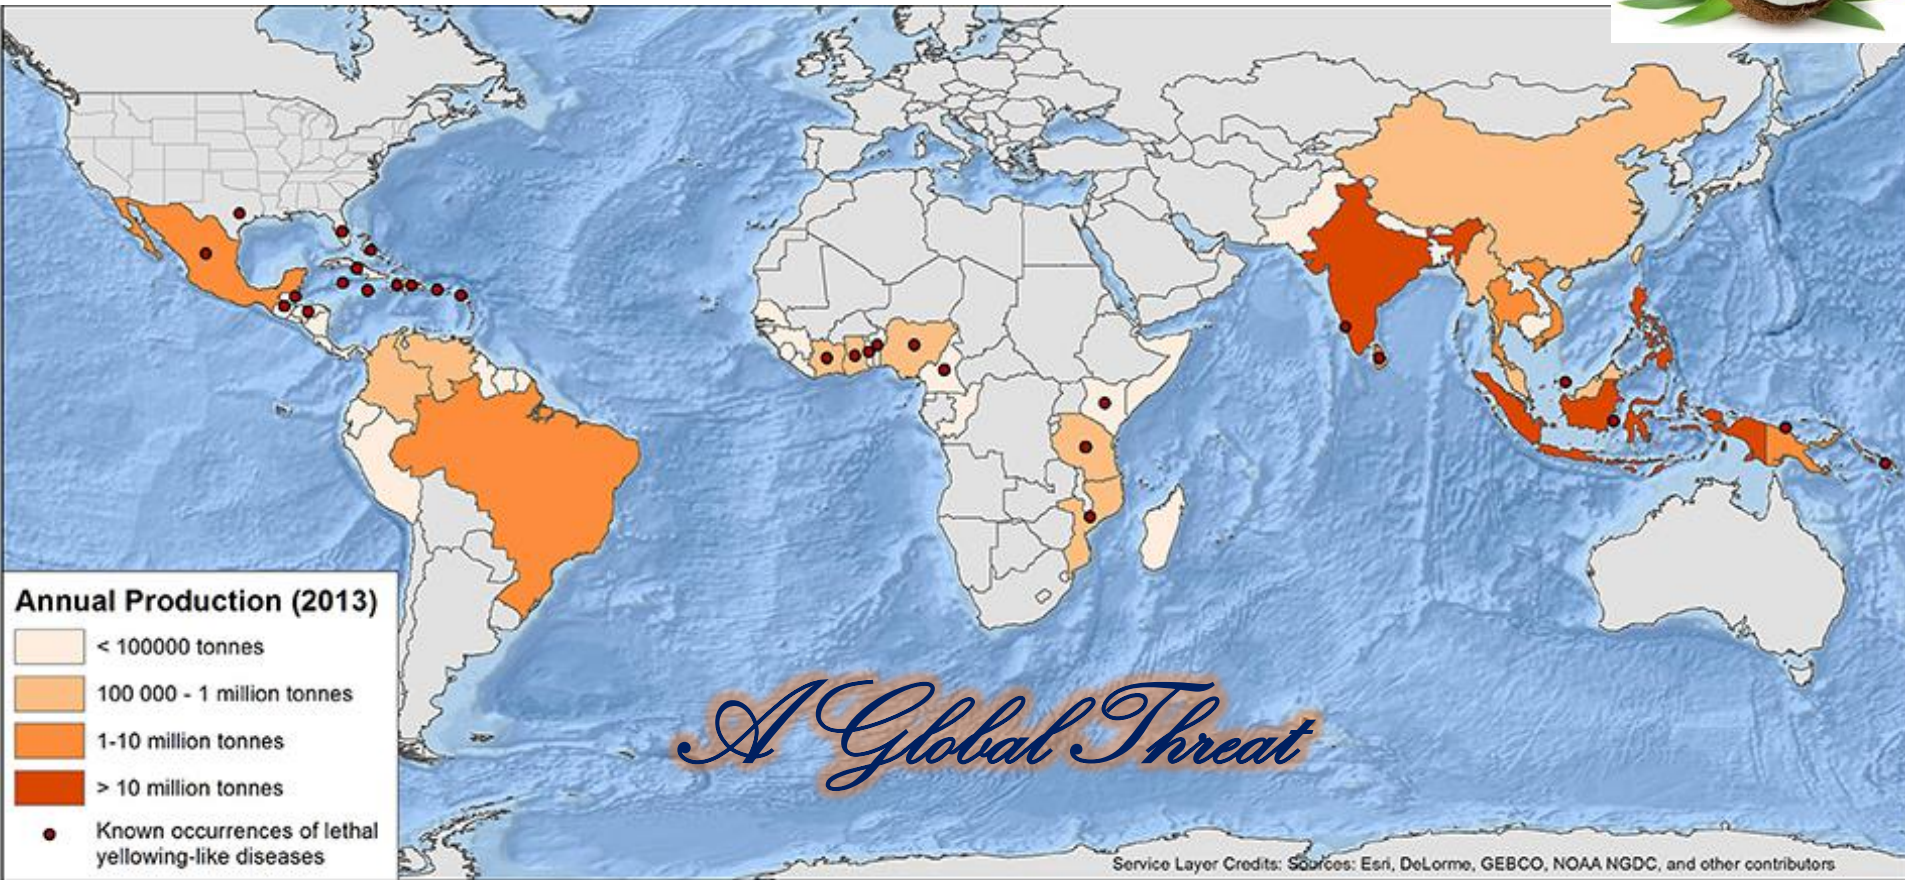 Annual Production (2013)
< 100000 tonnes
100 000 - 1 million tonnes
1-10 million tonnes
> 10 million tonnes
Known occurrences of lethal
yellowing-like diseases
A Global Threat
Service Layer Credits: Sources: Esri, DeLorme, GEBCO, NOAA NGDC, and other contributors